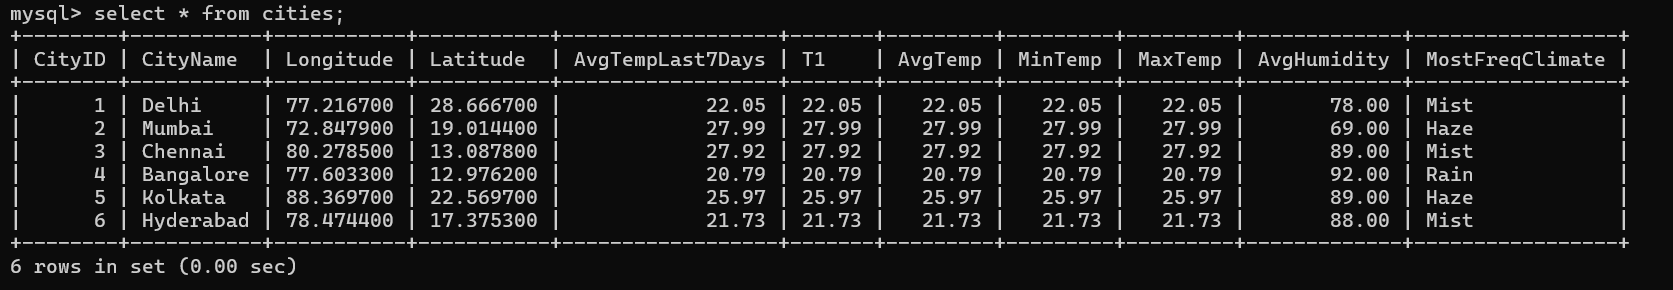 mysql> select * from cities;
+--------+-----------+-----------+-----------+------------------+-------+---------+---------+---------+-------------+-----------------+
| CityID | CityName  | Longitude | Latitude  | AvgTempLast7Days | T1    | AvgTemp | MinTemp | MaxTemp | AvgHumidity | MostFreqClimate |
+--------+-----------+-----------+-----------+------------------+-------+---------+---------+---------+-------------+-----------------+
|      1 | Delhi     | 77.216700 | 28.666700 |            22.05 | 22.05 |   22.05 |   22.05 |   22.05 |       78.00 | Mist            |
|      2 | Mumbai    | 72.847900 | 19.014400 |            27.99 | 27.99 |   27.99 |   27.99 |   27.99 |       69.00 | Haze            |
|      3 | Chennai   | 80.278500 | 13.087800 |            27.92 | 27.92 |   27.92 |   27.92 |   27.92 |       89.00 | Mist            |
|      4 | Bangalore | 77.603300 | 12.976200 |            20.79 | 20.79 |   20.79 |   20.79 |   20.79 |       92.00 | Rain            |
|      5 | Kolkata   | 88.369700 | 22.569700 |            25.97 | 25.97 |   25.97 |   25.97 |   25.97 |       89.00 | Haze            |
|      6 | Hyderabad | 78.474400 | 17.375300 |            21.73 | 21.73 |   21.73 |   21.73 |   21.73 |       88.00 | Mist            |
+--------+-----------+-----------+-----------+------------------+-------+---------+---------+---------+-------------+-----------------+
6 rows in set (0.00 sec)